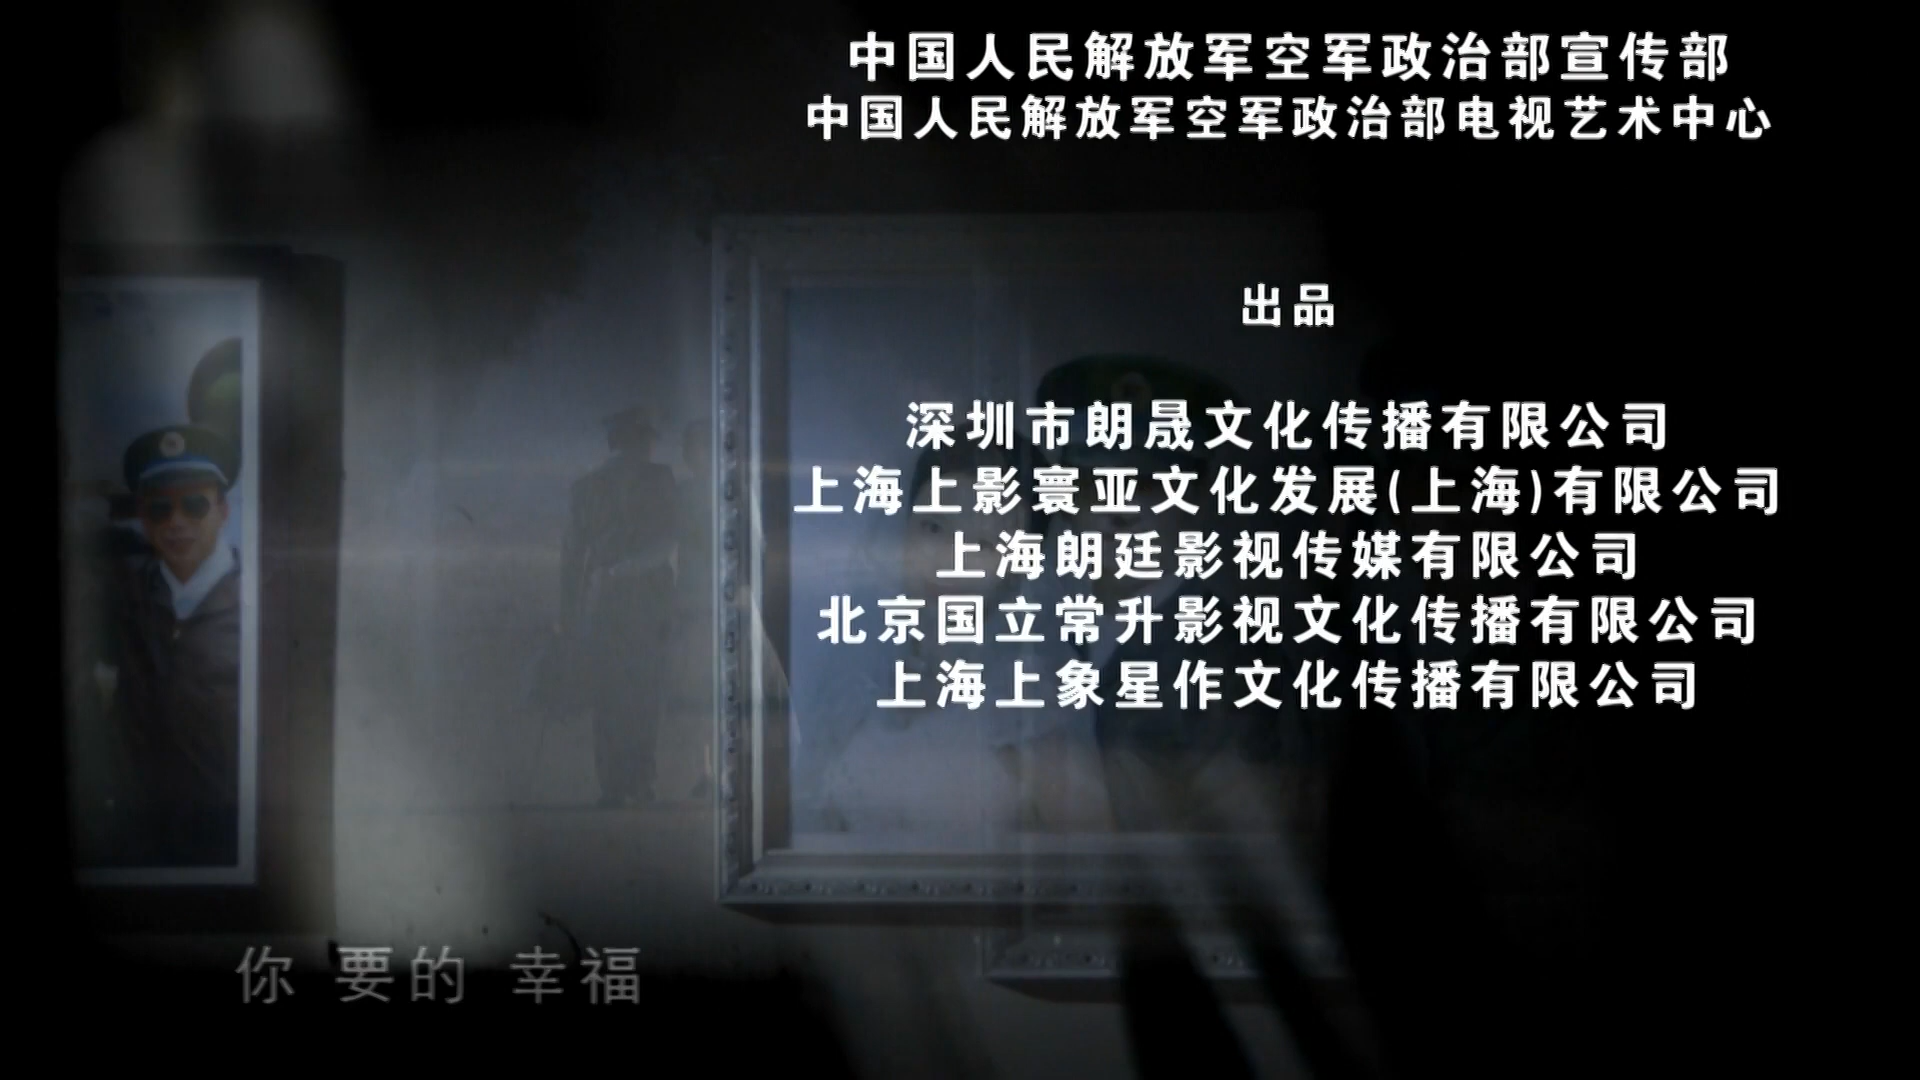 中国人民解放军空军政治部宣传部
中国人民解放军空军政治部电视艺术中心
出品
深圳市朗晟文化传播有限公司
上海上影寰亚文化发展(上海)有限公司
上海朗廷影视传媒有限公司
北京国立常升影视文化传播有限公司
上海上象星作文化传播有限公司
你 要的 幸福